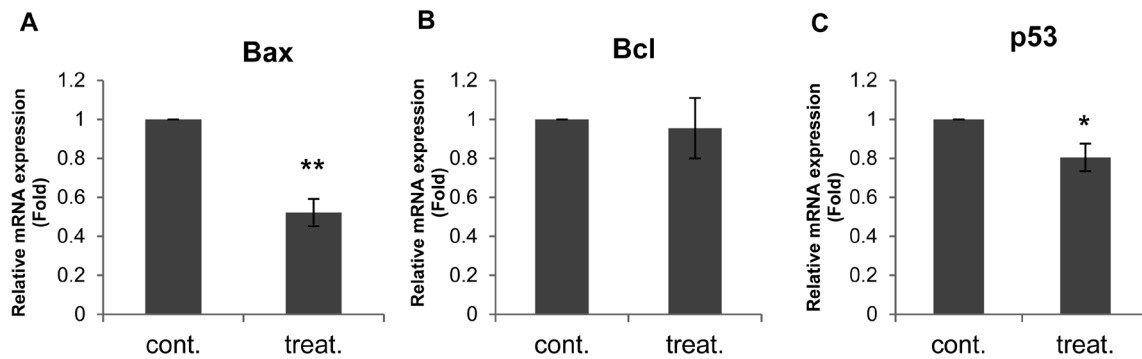 A
Bax
Relative mRNA expression
(Fold)
1.2
1
0.8
0.6
0.4
0.2
0
**
cont.
treat.
B
Bcl
Relative mRNA expression
(Fold)
1.2
1
0.8
0.6
0.4
0.2
0
cont.
treat.
C
p53
Relative mRNA expression
(Fold)
1.2
1
0.8
0.6
0.4
0.2
0
*
cont.
treat.